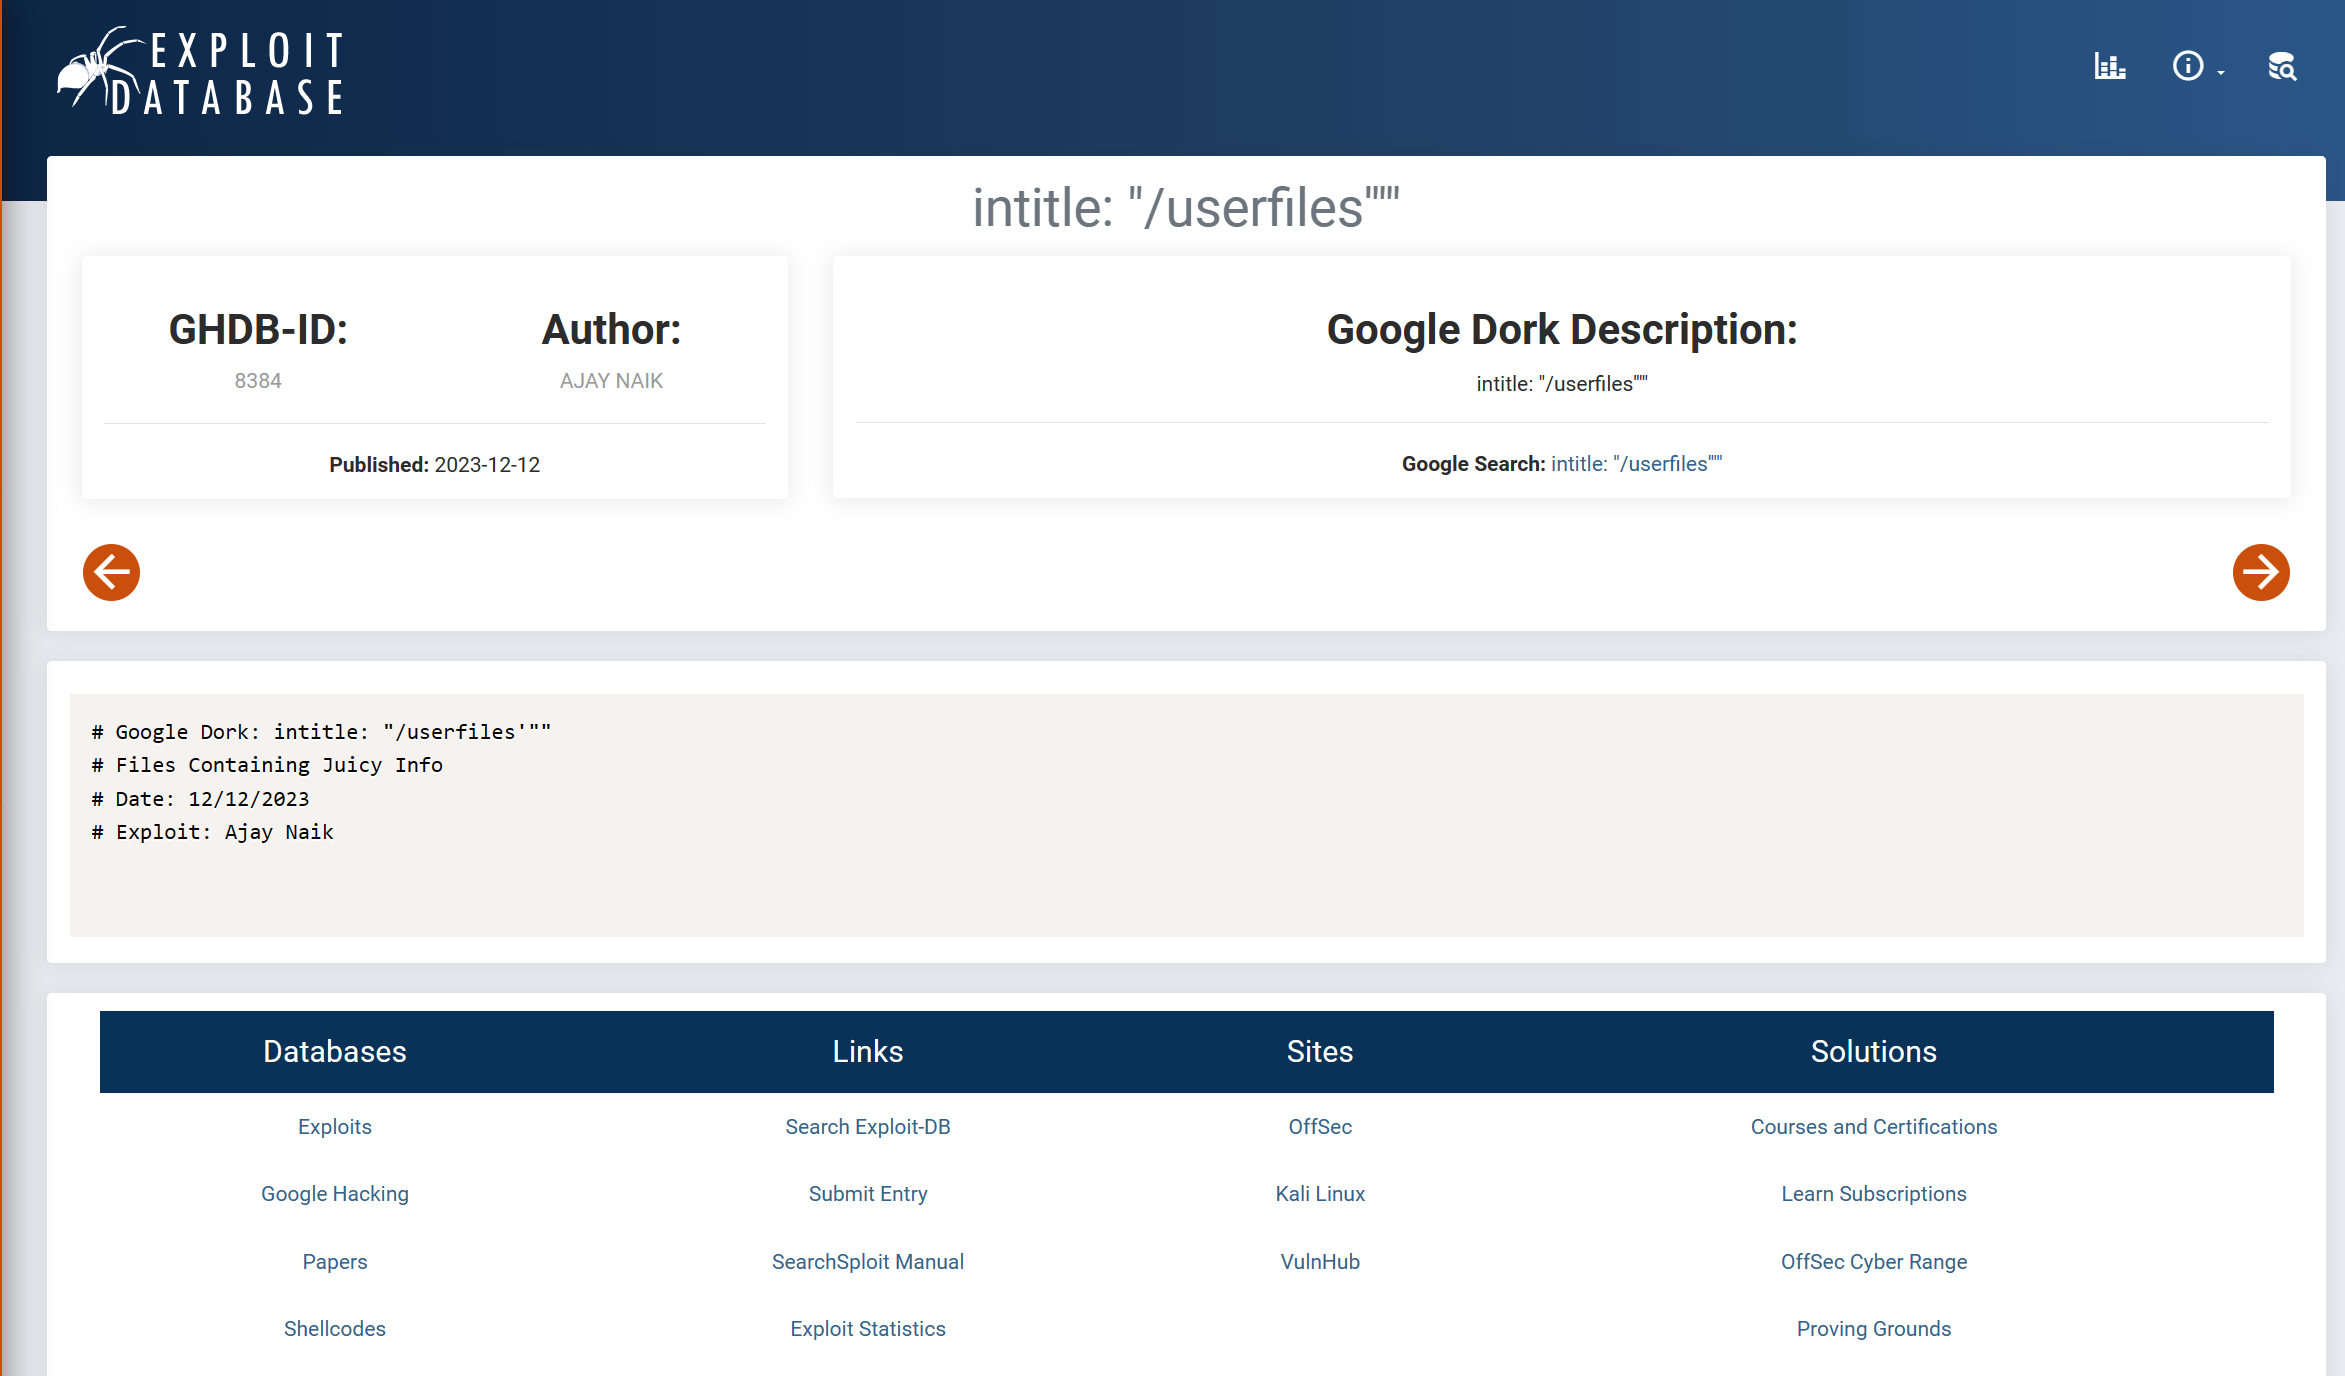 EXPLOIT
DATABASE
intitle: "/userfiles'""
GHDB-ID:
8384
Author:
AJAY NAIK
Published: 2023-12-12
Google Dork Description:
intitle: "/userfiles'""
Google Search: intitle: "/userfiles'""
# Google Dork: intitle: "/userfiles'""
# Files Containing Juicy Info
# Date: 12/12/2023
# Exploit: Ajay Naik
Databases Links Sites Solutions
Exploits Search Exploit-DB OffSec Courses and Certifications
Google Hacking Submit Entry Kali Linux Learn Subscriptions
Papers SearchSploit Manual VulnHub OffSec Cyber Range
Shellcodes Exploit Statistics Proving Grounds